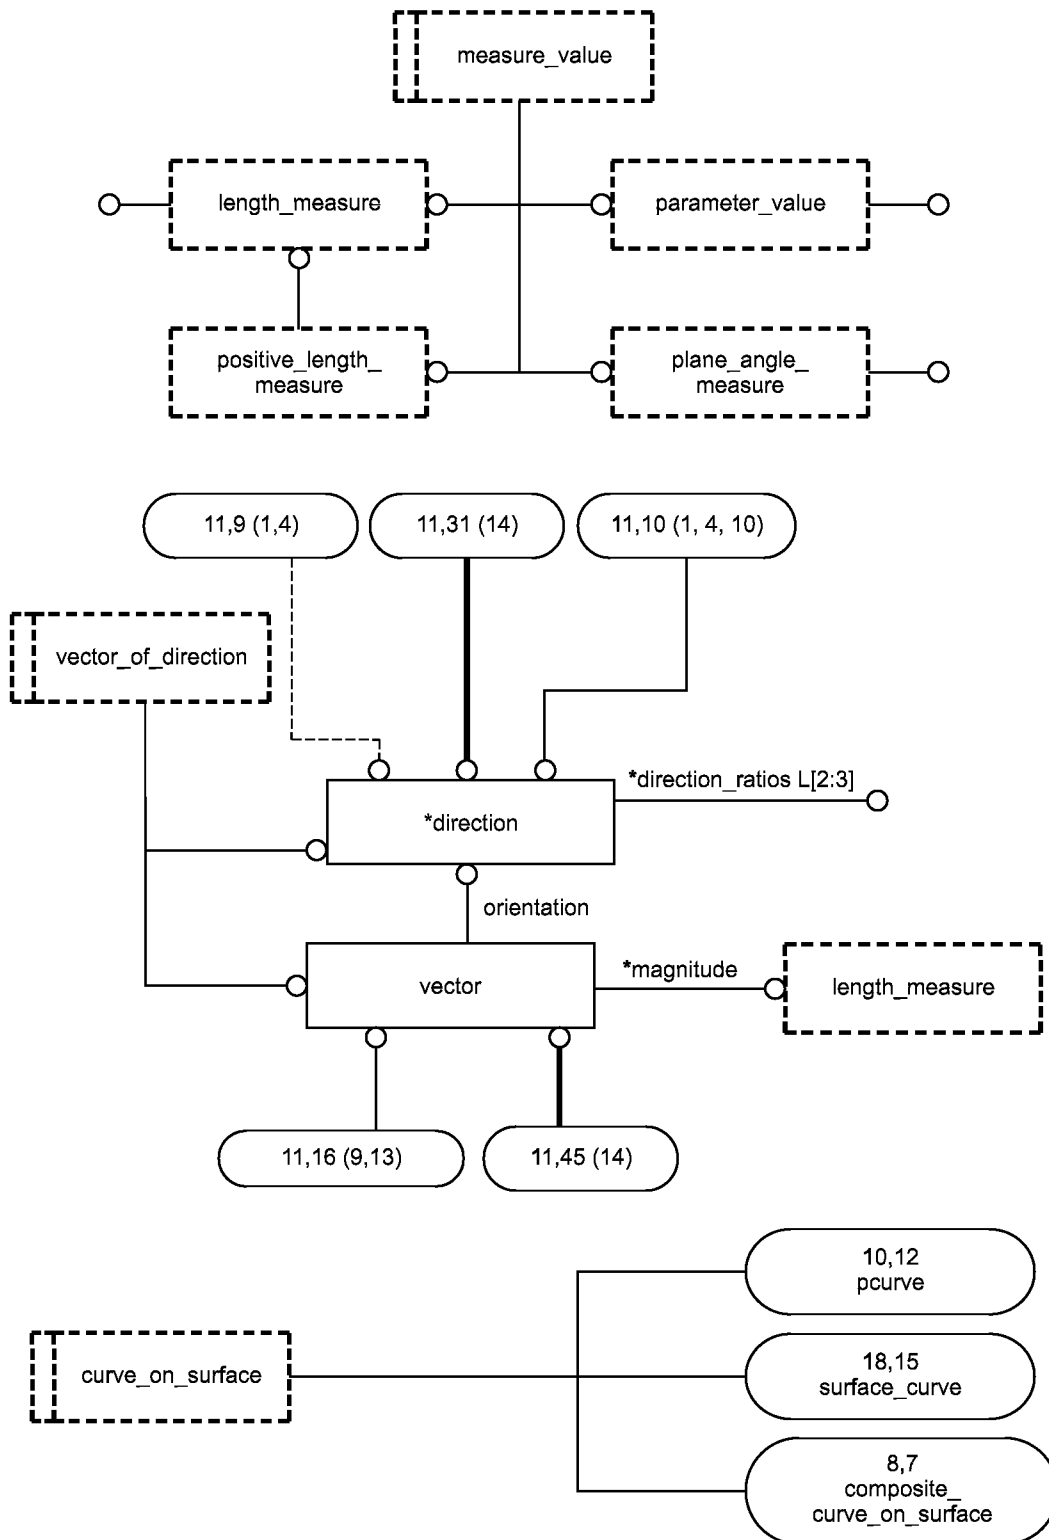 measure_value
length_measure
parameter_value
positive_length_
measure
plane_angle_
measure
11,9 (1,4)
11,31 (14)
11,10 (1, 4, 10)
vector_of_direction
*direction_ratios L[2:3]
*direction
orientation
*magnitude
vector
length_measure
11,16 (9,13)
11,45 (14)
10,12
pcurve
curve_on_surface
18,15
surface_curve
8,7
composite_
curve_on_surface